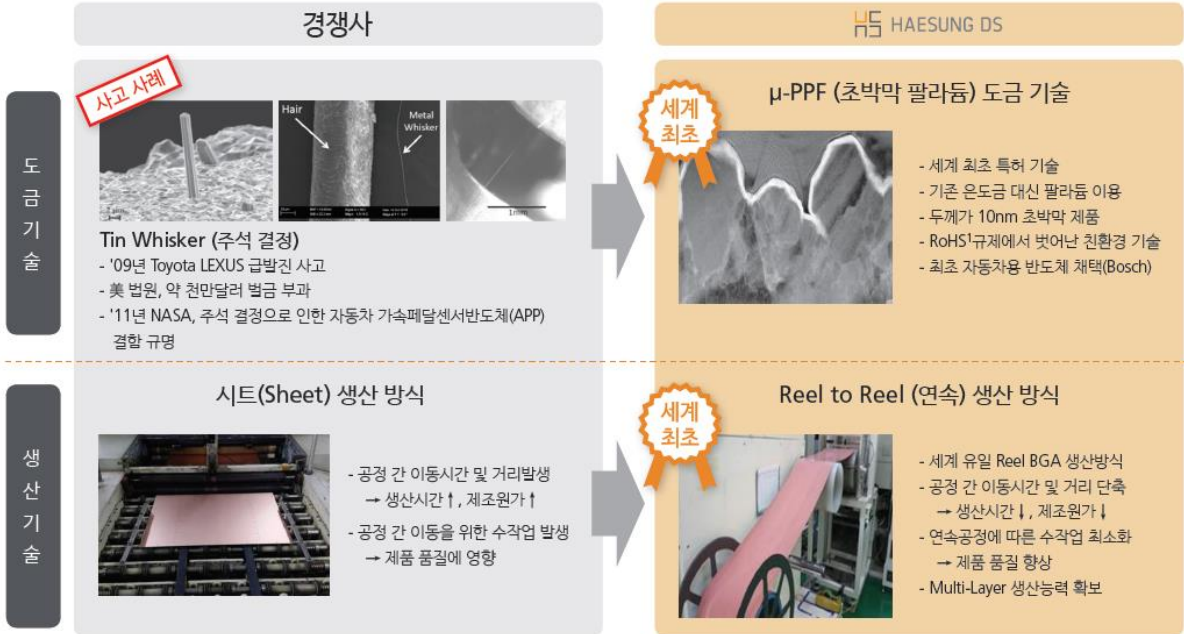 경쟁사
HAESUNG DS
도금기술
사고 사례
Hair
Metal
Whisker
1mm
Tin Whisker (주석 결정)
- '09년 Toyota LEXUS 급발진 사고
- 美 법원, 약 천만달러 벌금 부과
- '11년 NASA, 주석 결정으로 인한 자동차 가속페달센서반도체(APP)
결함 규명
세계
최초
μ-PPF (초박막 팔라듐) 도금 기술
- 세계 최초 특허 기술
- 기존 은도금 대신 팔라듐 이용
- 두께가 10nm 초박막 제품
- RoHS¹규제에서 벗어난 친환경 기술
- 최초 자동차용 반도체 채택(Bosch)
생산기술
시트(Sheet) 생산 방식
- 공정 간 이동시간 및 거리발생
→ 생산시간↑, 제조원가↑
- 공정 간 이동을 위한 수작업 발생
→ 제품 품질에 영향
세계
최초
Reel to Reel (연속) 생산 방식
- 세계 유일 Reel BGA 생산방식
- 공정 간 이동시간 및 거리 단축
→ 생산시간↓, 제조원가↓
- 연속공정에 따른 수작업 최소화
→ 제품 품질 향상
- Multi-Layer 생산능력 확보